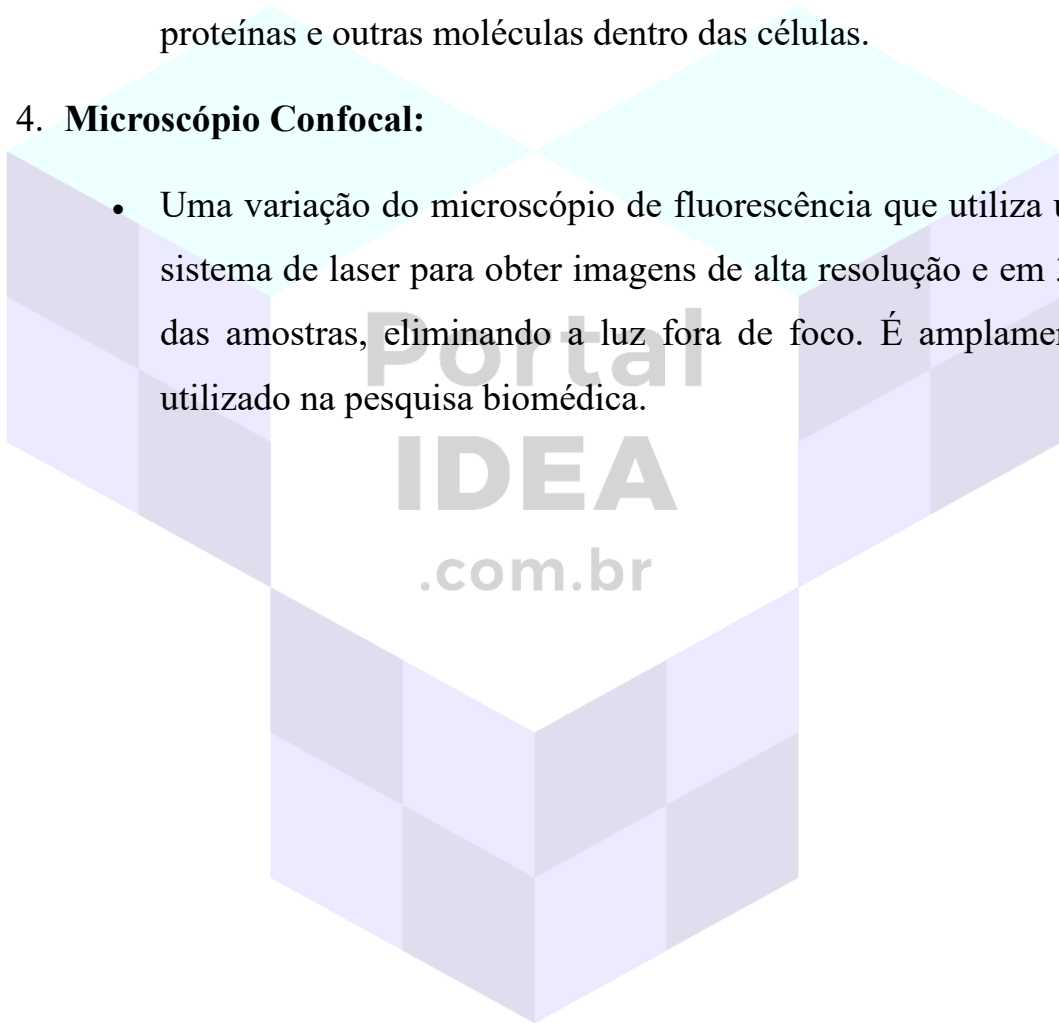 proteínas e outras moléculas dentro das células.
4. Microscópio Confocal:
• Uma variação do microscópio de fluorescência que utiliza
sistema de laser para obter imagens de alta resolução e em
das amostras, eliminando a luz fora de foco. É
utilizado na pesquisa biomédica.
Portal
IDEA
.com.br